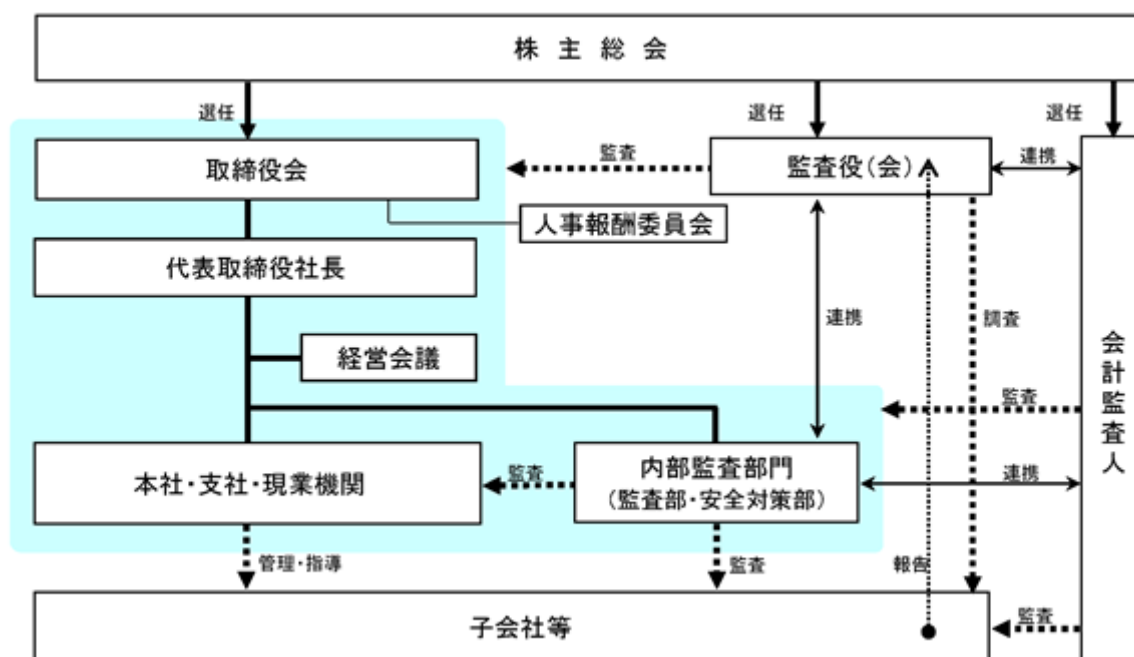 株主総会
選任
選任
選任
取締役会
監査
監査役(会)
連携
人事報酬委員会
代表取締役社長
連携
調査
経営会議
会計監査人
監査
本社・支社・現業機関
監査
内部監査部門
(監査部・安全対策部)
連携
管理・指導
監査
報告
子会社等
監査